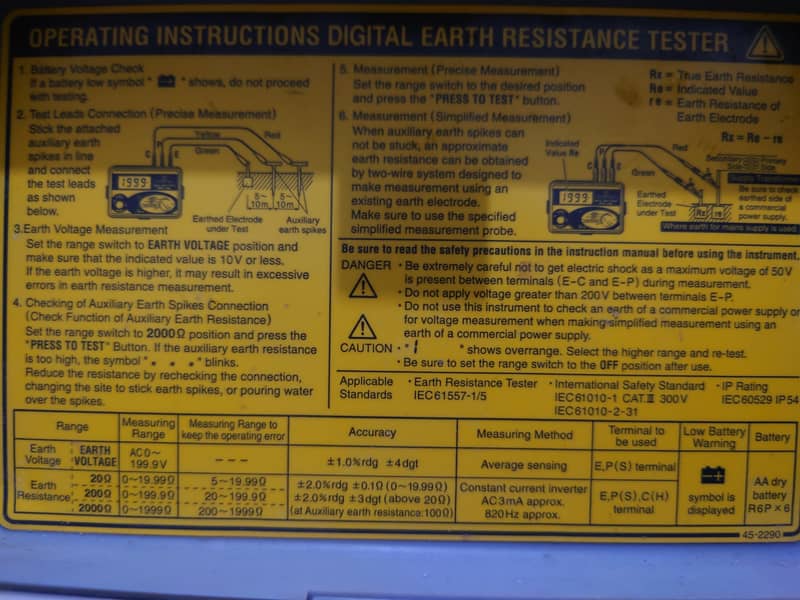 OPERATING INSTRUCTIONS DIGITAL EARTH RESISTANCE TESTER
1. Battery Voltage Check
If a battery low symbol " " shows, do not proceed
with testing.
2. Test Leads Connection (Precise Measurement)
Stick the attached
auxiliary earth
spikes in line
and connect
the test leads
as shown
below.
Yellow
Red
Green
C P E
1999
5~
10m
5~
10m
Earthed Electrode
under Test
Auxiliary
earth spikes
3.Earth Voltage Measurement
Set the range switch to EARTH VOLTAGE position and
make sure that the indicated value is 10V or less.
If the earth voltage is higher, it may result in excessive
errors in earth resistance measurement.
4. Checking of Auxiliary Earth Spikes Connection
(Check Function of Auxiliary Earth Resistance)
Set the range switch to 2000Ω position and press the
"PRESS TO TEST" Button. If the auxiliary earth resistance
is too high, the symbol " • • • " blinks.
Reduce the resistance by rechecking the connection,
changing the site to stick earth spikes, or pouring water
over the spikes.
5. Measurement (Precise Measurement)
Set the range switch to the desired position
and press the "PRESS TO TEST" button.
6. Measurement (Simplified Measurement)
When auxiliary earth spikes can
not be stuck, an approximate
earth resistance can be obtained
by two-wire system designed to
make measurement using an
existing earth electrode.
Make sure to use the specified
simplified measurement probe.
Rx = True Earth Resistance
Re = Indicated Value
re = Earth Resistance of
Earth Electrode
Rx = Re - re
Indicated
Value Re
Red
Green
1999
Secondary
Side
Primary
Side
Earthed
Electrode
under Test
Rx
re
Be sure to check
earthed side of
a commercial
power supply.
Where earth for mains supply is used
Be sure to read the safety precautions in the instruction manual before using the instrument.
DANGER • Be extremely careful not to get electric shock as a maximum voltage of 50V
is present between terminals (E-C and E-P) during measurement.
• Do not apply voltage greater than 200V between terminals E-P.
• Do not use this instrument to check an earth of a commercial power supply or
for voltage measurement when making simplified measurement using an
earth of a commercial power supply.
CAUTION • "1 " shows overrange. Select the higher range and re-test.
• Be sure to set the range switch to the OFF position after use.
Applicable
Standards
• Earth Resistance Tester
IEC61557-1/5
• International Safety Standard
IEC61010-1 CAT.Ⅲ 300V
IEC61010-2-31
• IP Rating
IEC60529 IP54
Range
Measuring
Range
Measuring Range to
keep the operating error
Accuracy
Measuring Method
Terminal to
be used
Low Battery
Warning
Battery
Earth
Voltage
EARTH
VOLTAGE
AC0~
199.9V
- - -
±1.0%rdg ±4dgt
Average sensing
E,P(S) terminal
Earth
Resistance
20Ω 0~19.99Ω 5~19.99Ω ±2.0%rdg ±0.1Ω (0~19.99Ω)
200Ω 0~199.9Ω 20~199.9Ω ±2.0%rdg ±3dgt (above 20Ω)
2000Ω 0~1999Ω 200~1999Ω (at Auxiliary earth resistance:100Ω)
Constant current inverter
AC3mA approx.
820Hz approx.
E,P(S),C(H)
terminal
symbol is
displayed
AA dry
battery
R6P×6
45-2290